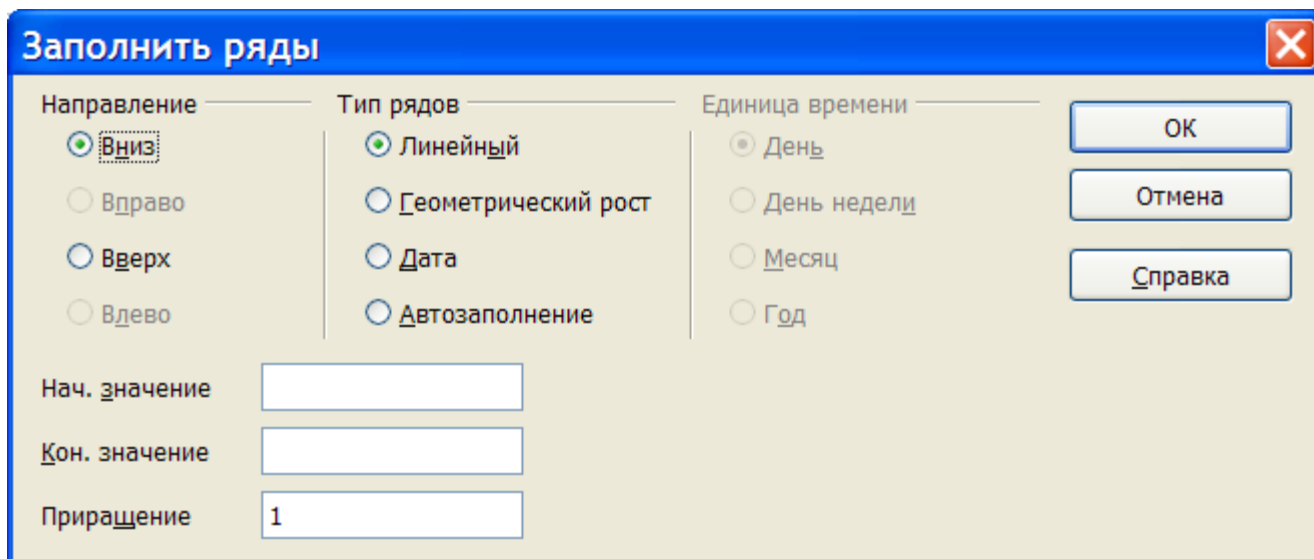 Заполнить ряды
Направление
Вниз
Вправо
Вверх
Влево
Тип рядов
Линейный
Геометрический рост
Дата
Автозаполнение
Единица времени
День
День недели
Месяц
Год
ОК
Отмена
Справка
Нач. значение
Кон. значение
Приращение
1